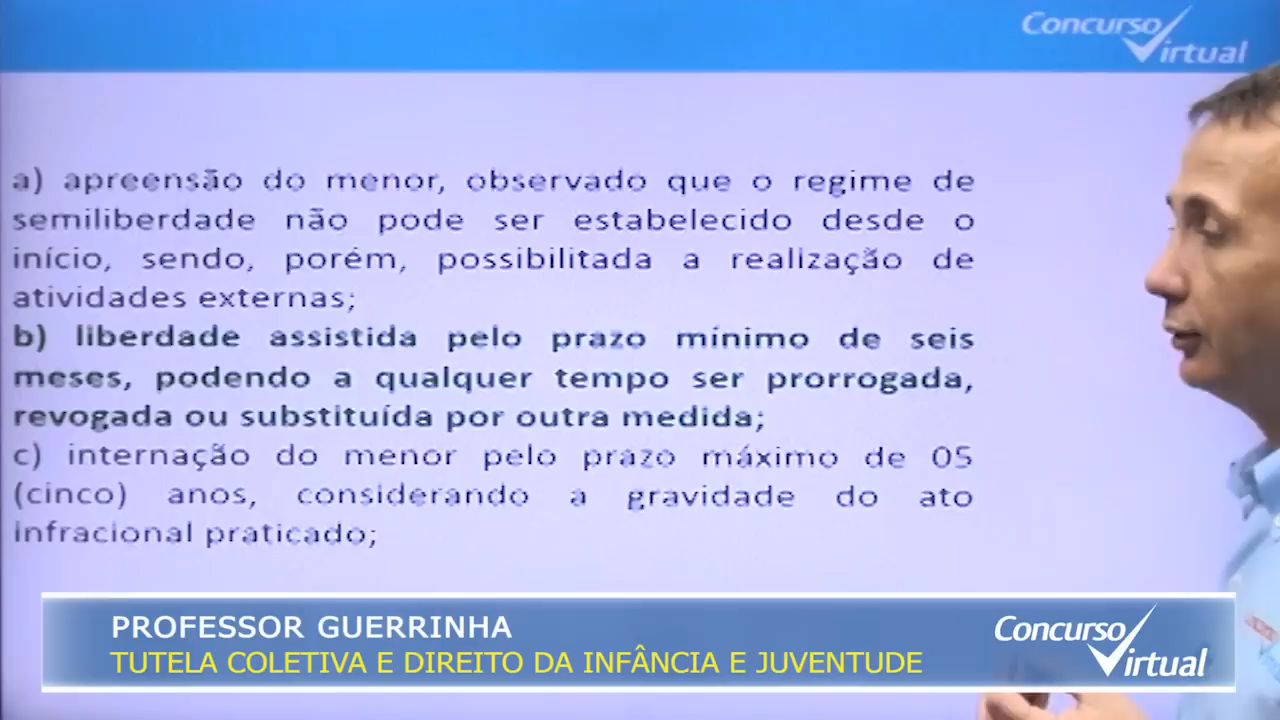 Concurso Virtual
a) apreensão do menor, observado que o regime de
semiliberdade não pode ser estabelecido desde o
início, sendo, porém, possibilitada a realização de
atividades externas;
b) liberdade assistida pelo prazo mínimo de seis
meses, podendo a qualquer tempo ser prorrogada,
revogada ou substituída por outra medida;
c) internação do menor pelo prazo máximo de 05
(cinco) anos, considerando a gravidade do ato
infracional praticado;
PROFESSOR GUERRINHA
TUTELA COLETIVA E DIREITO DA INFÂNCIA E JUVENTUDE
Concurso Virtual